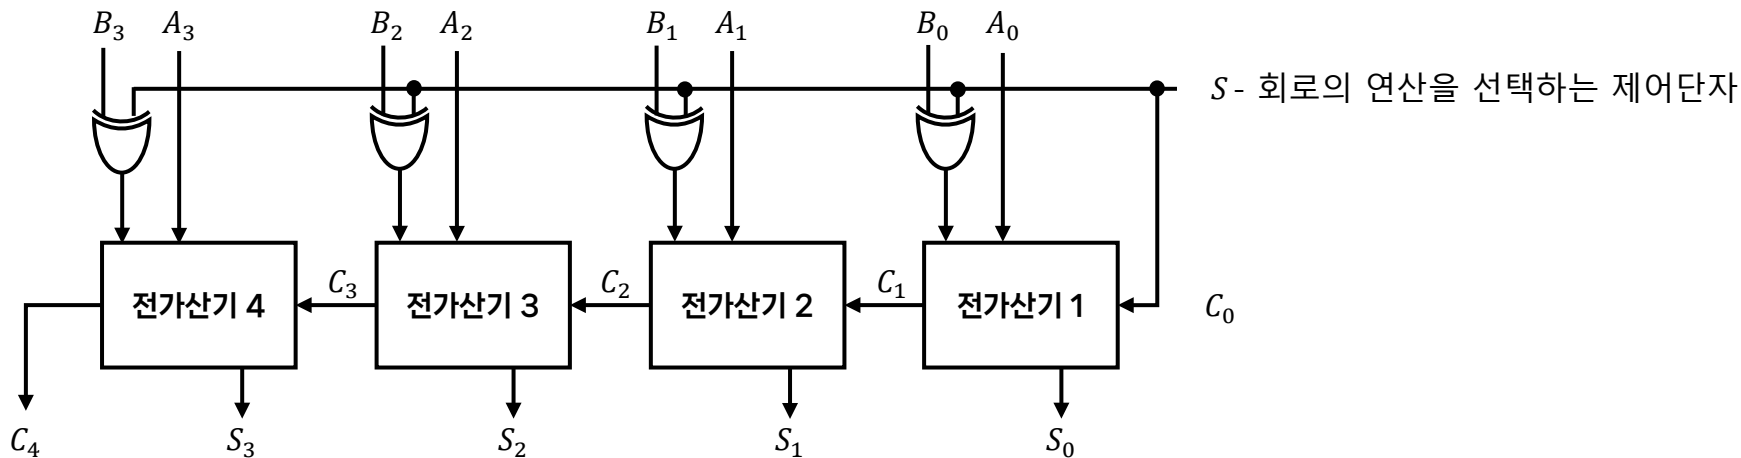 B₃ A₃ B₂ A₂ B₁ A₁ B₀ A₀
S - 회로의 연산을 선택하는 제어단자
전가산기 4 C₃ 전가산기 3 C₂ 전가산기 2 C₁ 전가산기 1 C₀
C₄ S₃ S₂ S₁ S₀